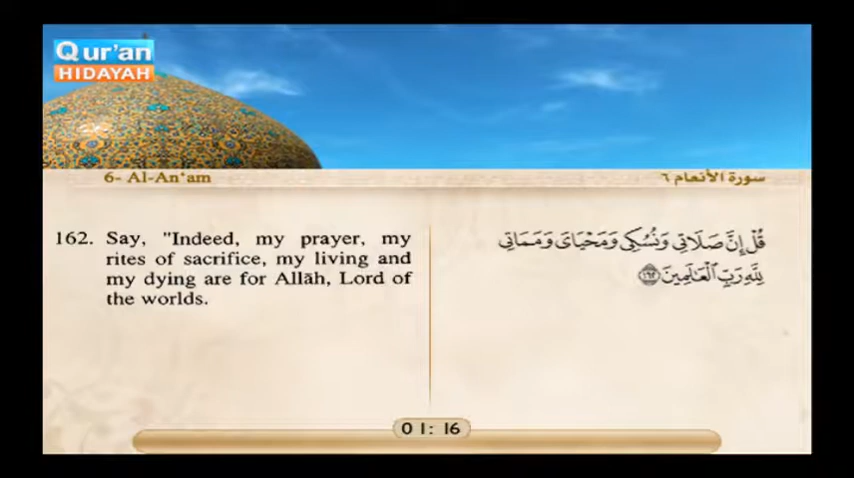 Qur'an
HIDAYAH
6- Al-An'am
سورة الأنعام ٦
162. Say, "Indeed, my prayer, my
rites of sacrifice, my living and
my dying are for Allāh, Lord of
the worlds.
قُلْ إِنَّ صَلَاتِي وَنُسُكِي وَمَحْيَايَ وَمَمَاتِي
لِلَّهِ رَبِّ الْعَالَمِينَ ١٦٢
01: 16